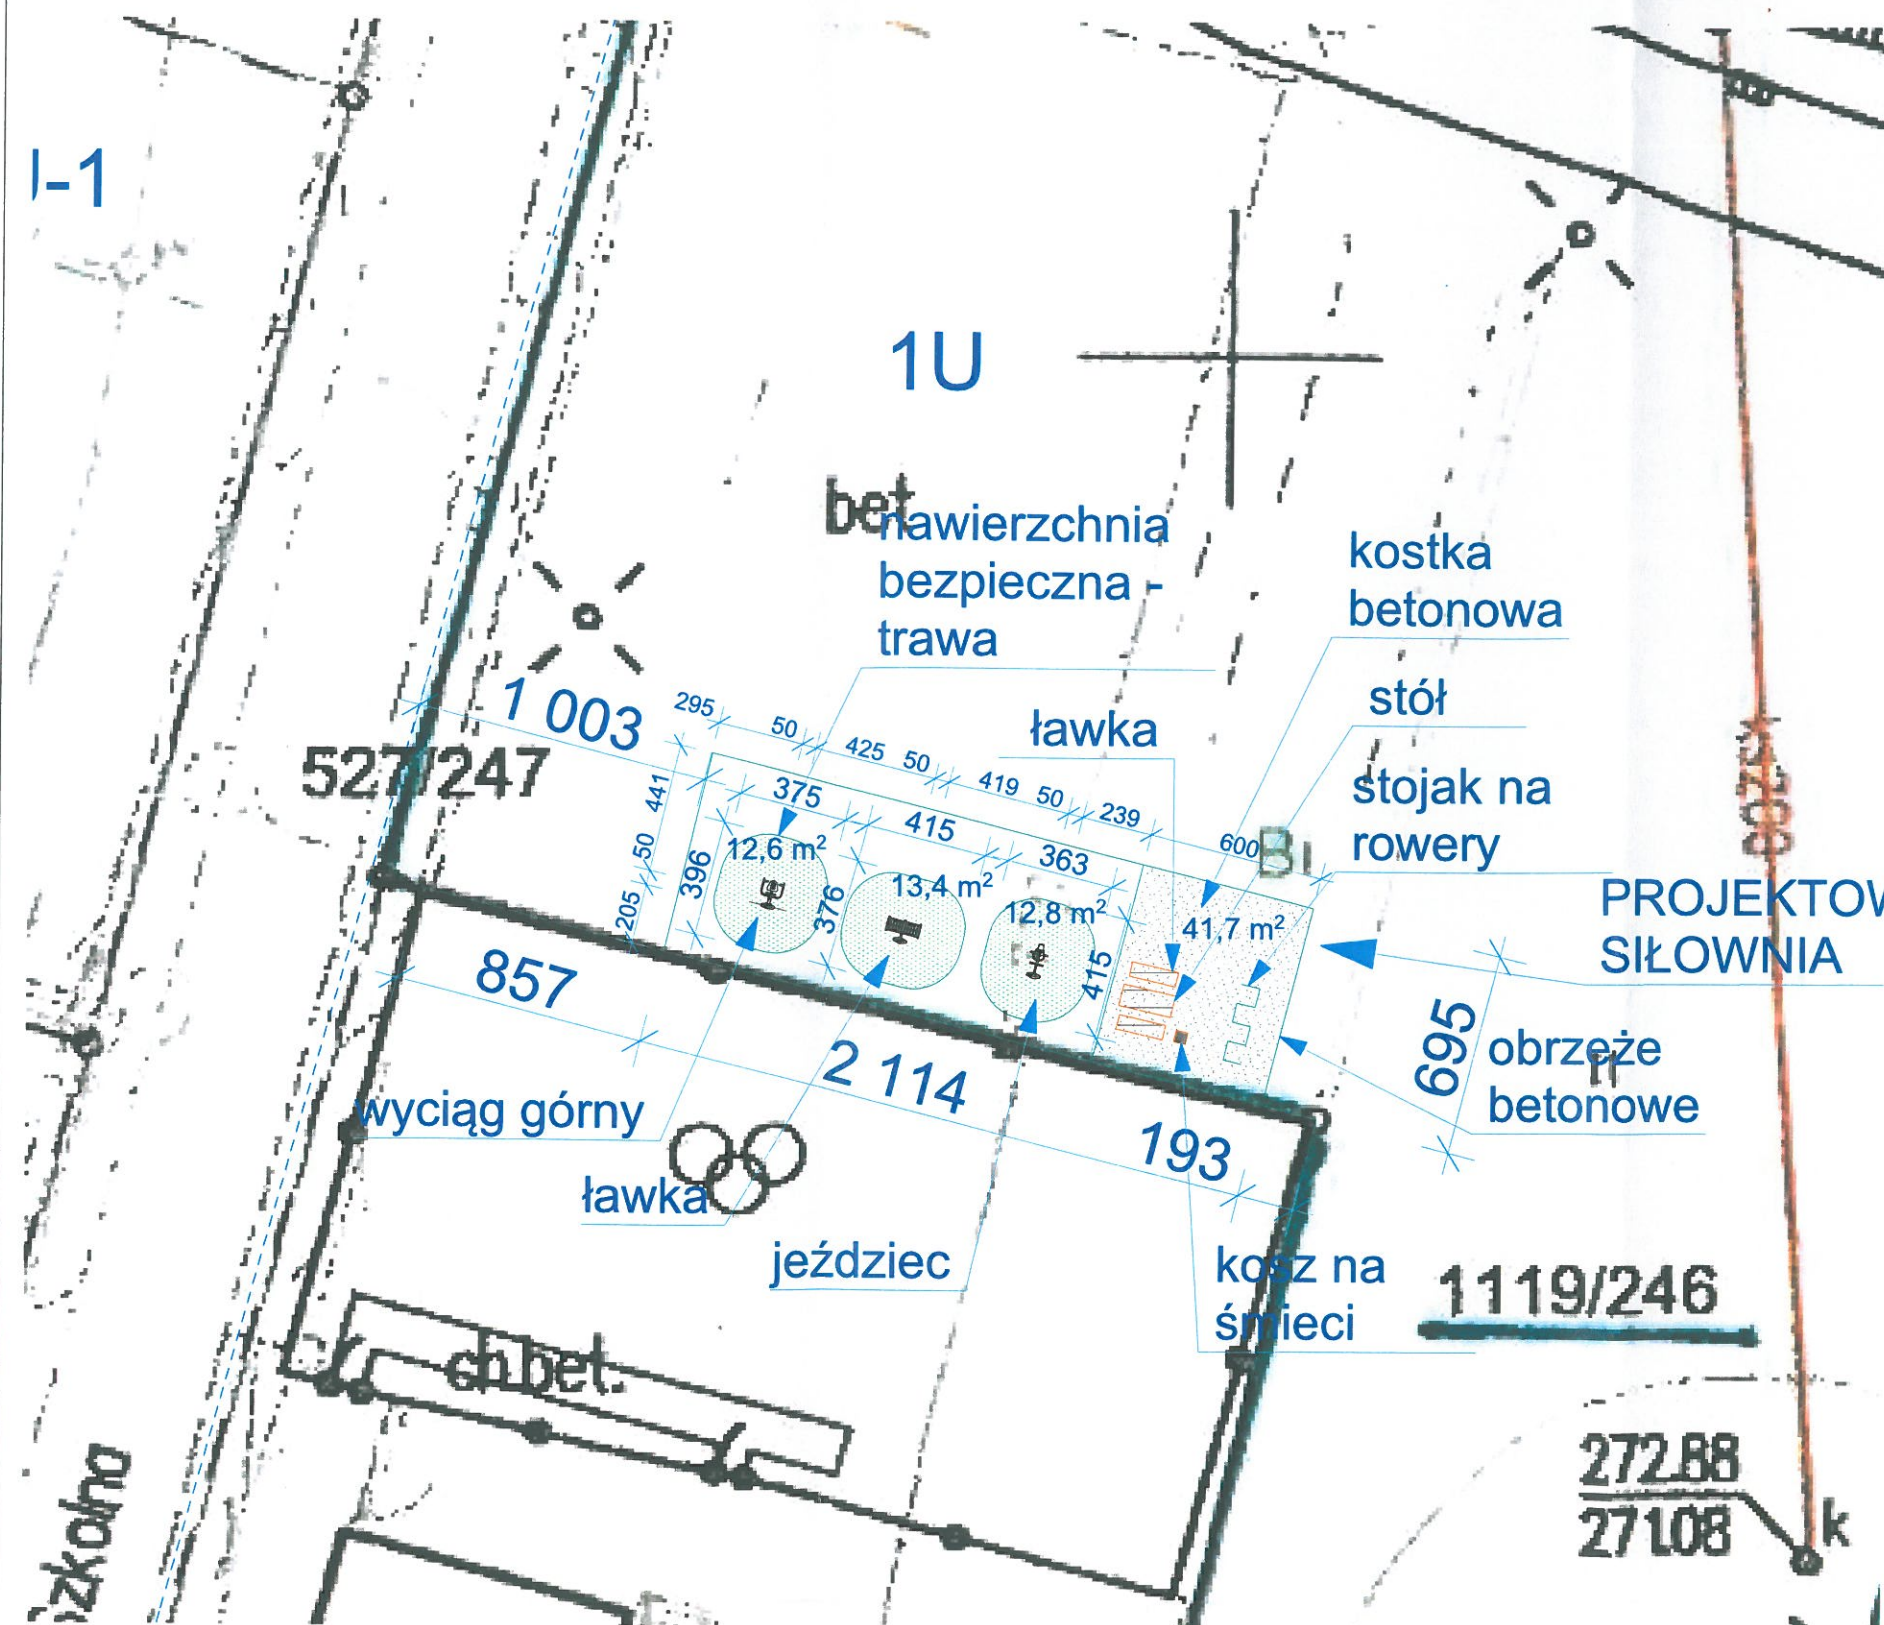 -1
1U
bet
nawierzchnia
bezpieczna -
trawa
kostka
betonowa
stół
ławka
stojak na
rowery
1 003
295
50
425
50
419
50
239
600
527/247
441
50
205
375
415
363
396
376
415
12,6 m²
13,4 m²
12,8 m²
41,7 m²
PROJEKTOW
SIŁOWNIA
857
2 114
193
695
obrzeże
betonowe
wyciąg górny
ławka
jeździec
kosz na
śmieci
1119/246
ch.bet.
272.88
271.08
k
zkolna